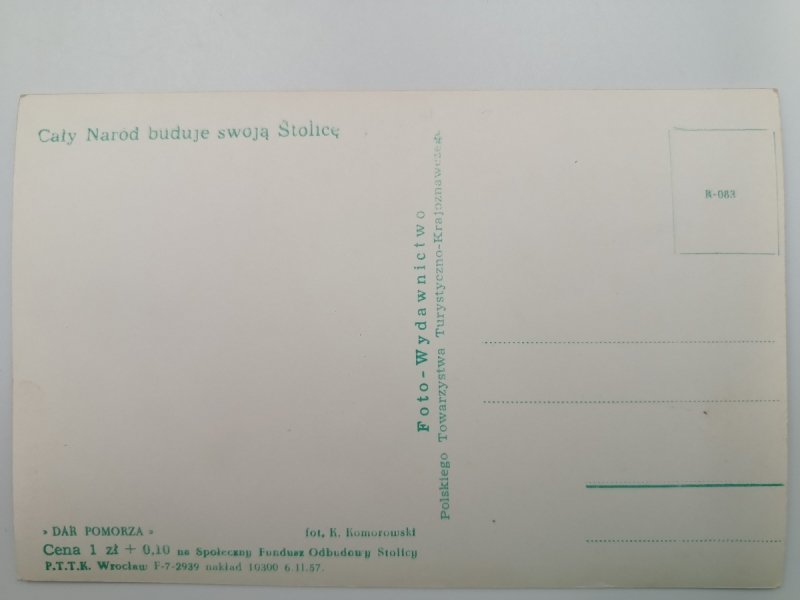 Cały Naród buduje swoją Stolicę
Foto-Wydawnictwo
Polskiego Towarzystwa Turystyczno-Krajoznawczego
R-083
» DAR POMORZA »
fot. K. Komorowski
Cena 1 zł + 0,10 na Społeczny Fundusz Odbudowy Stolicy
P.T.T.K. Wrocław F-7-2939 nakład 10300 6.11.57.